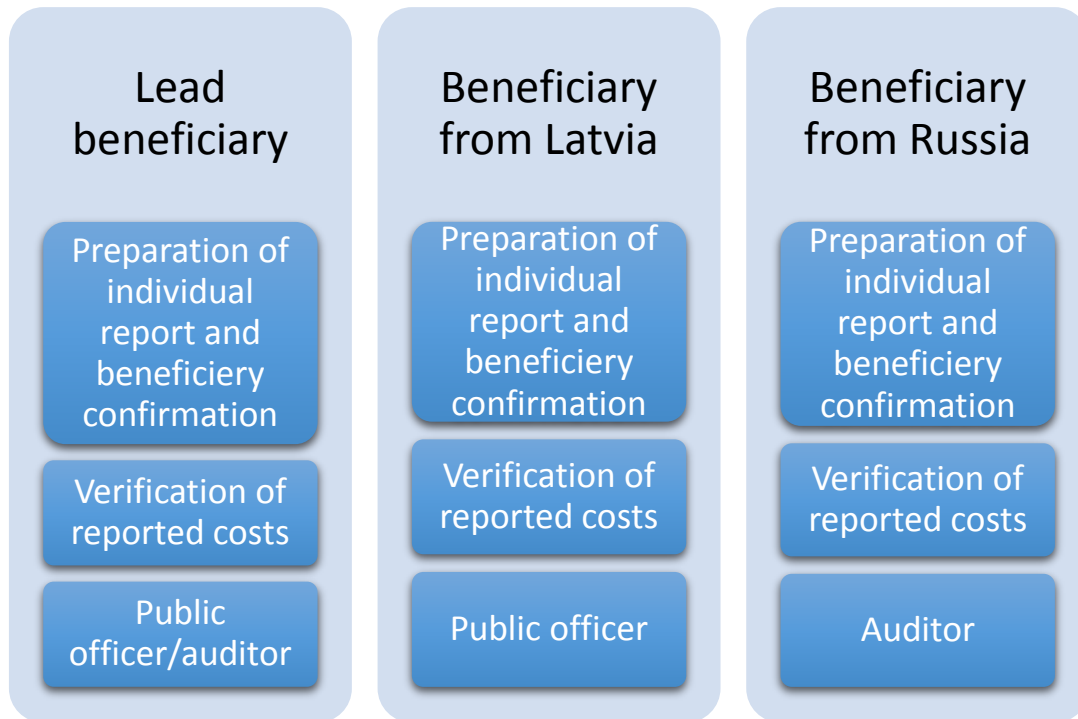 Lead
beneficiary
Preparation of
individual
report and
beneficiery
confirmation
Verification of
reported costs
Public
officer/auditor
Beneficiary
from Latvia
Preparation of
individual
report and
beneficiery
confirmation
Verification of
reported costs
Public officer
Beneficiary
from Russia
Preparation of
individual
report and
beneficiery
confirmation
Verification of
reported costs
Auditor